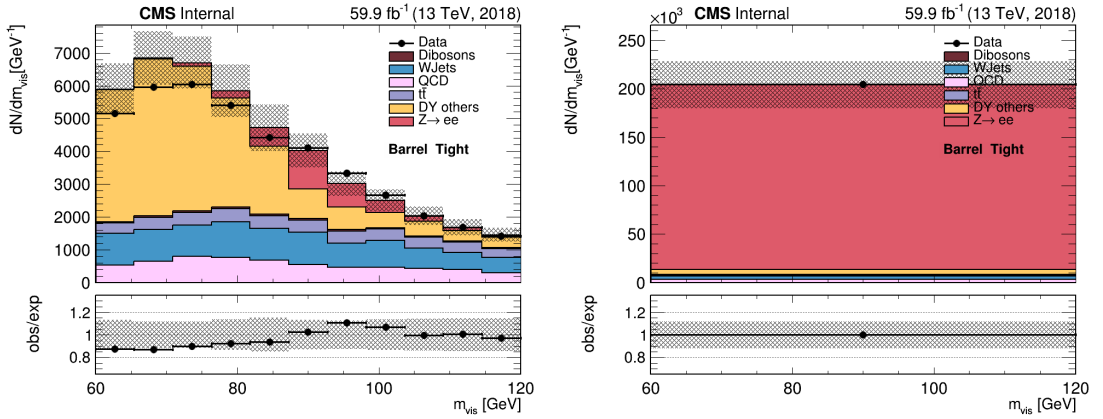 CMS Internal
59.9 fb⁻¹ (13 TeV, 2018)
dN/dm_vis [GeV⁻¹]
7000
6000
5000
4000
3000
2000
1000
0
Data
Dibosons
WJets
QCD
tt̄
DY others
Z→ ee
Barrel Tight
obs/exp
1.2
1
0.8
60
80
100
120
m_vis [GeV]
×10³
CMS Internal
59.9 fb⁻¹ (13 TeV, 2018)
dN/dm_vis [GeV⁻¹]
250
200
150
100
50
0
Data
Dibosons
WJets
QCD
tt̄
DY others
Z→ ee
Barrel Tight
obs/exp
1.2
1
0.8
60
80
100
120
m_vis [GeV]